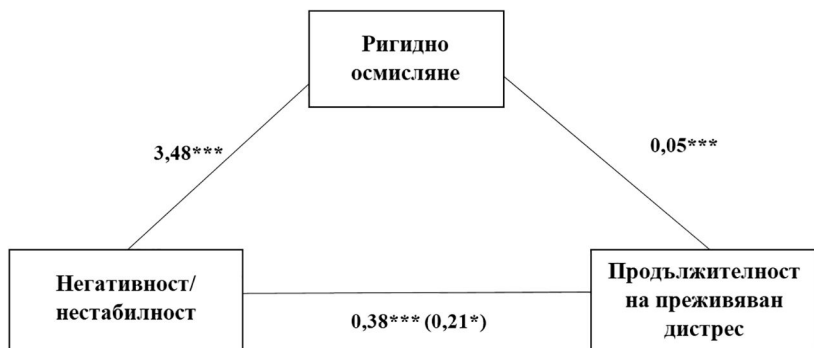 Ригидно
осмисляне
3,48***
0,05***
Негативност/
нестабилност
0,38*** (0,21*)
Продължителност
на преживяван
дистрес